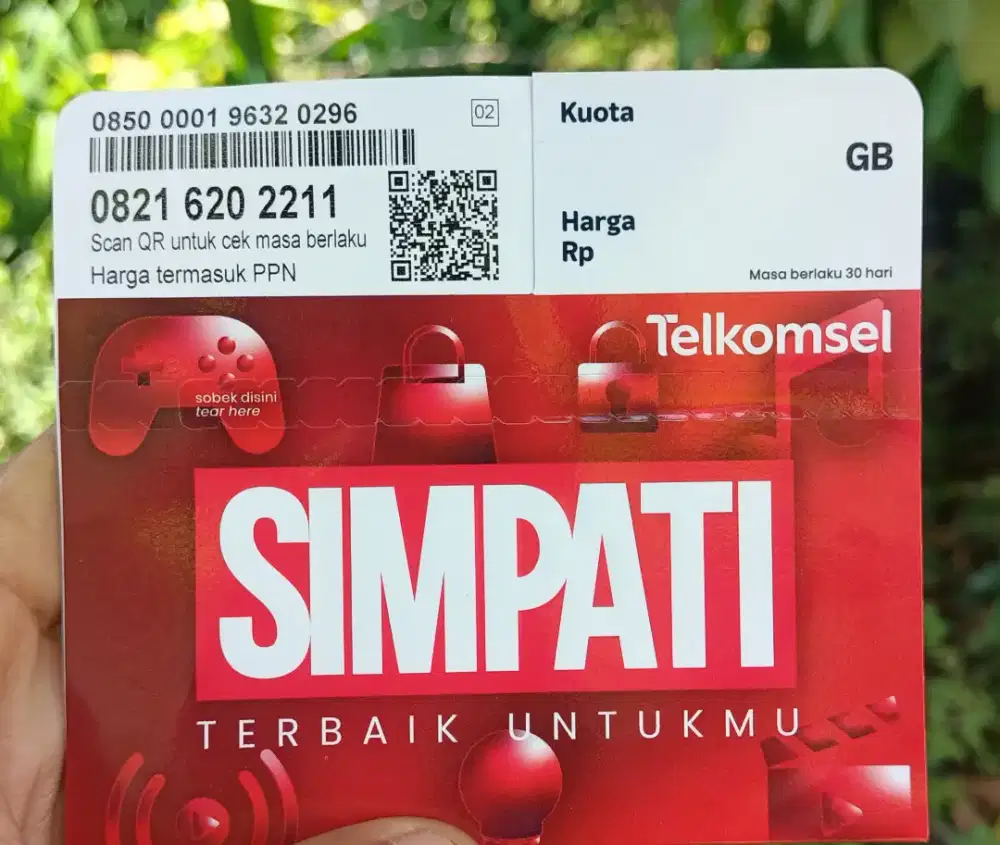 0850 0001 9632 0296
02
0821 620 2211
Scan QR untuk cek masa berlaku
Harga termasuk PPN
Kuota
GB
Harga
Rp
Masa berlaku 30 hari
Telkomsel
sobek disini
tear here
SIMPATI
TERBAIK UNTUKMU